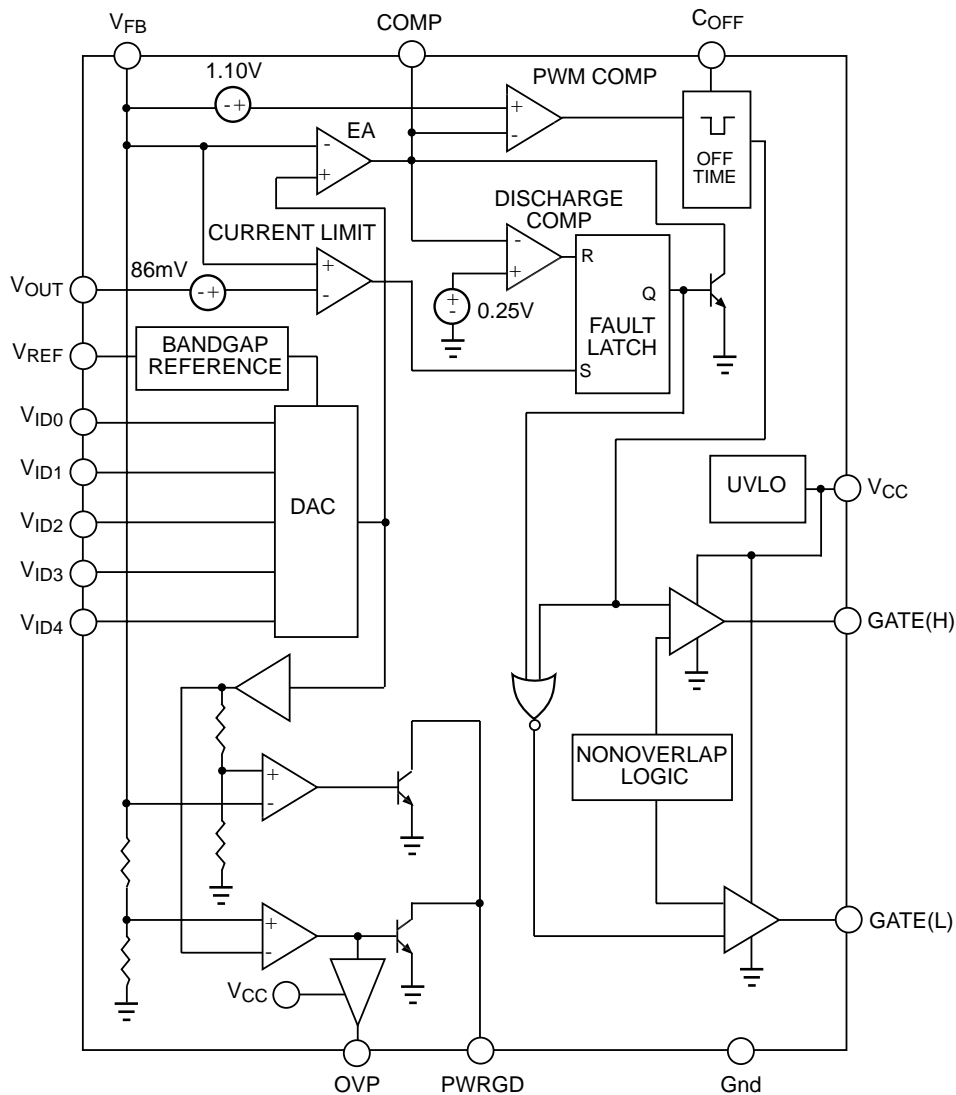 VFB
COMP
COFF
1.10V
- +
PWM COMP
+
-
EA
-
+
OFF
TIME
DISCHARGE
COMP
-
+
CURRENT LIMIT
+
-
86mV
- +
VOUT
+
-
0.25V
R
Q
FAULT
LATCH
S
VREF
BANDGAP
REFERENCE
VID0
VID1
VID2
VID3
VID4
DAC
UVLO
VCC
GATE(H)
NONOVERLAP
LOGIC
+
-
+
-
GATE(L)
VCC
OVP
PWRGD
Gnd